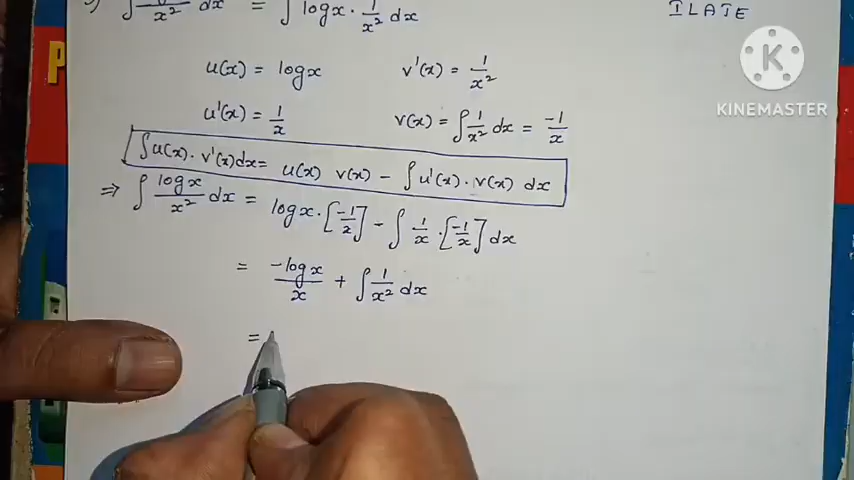 ∫ x² dx = ∫ logx · 1/x² dx
ILATE
u(x) = logx v'(x) = 1/x²
u'(x) = 1/x v(x) = ∫ 1/x² dx = -1/x
∫u(x) · v'(x)dx = u(x) v(x) - ∫u'(x) · v(x) dx
⇒ ∫ logx/x² dx = logx · [-1/x] - ∫ 1/x · [-1/x] dx
= -logx/x + ∫ 1/x² dx
=
K
KINEMASTER